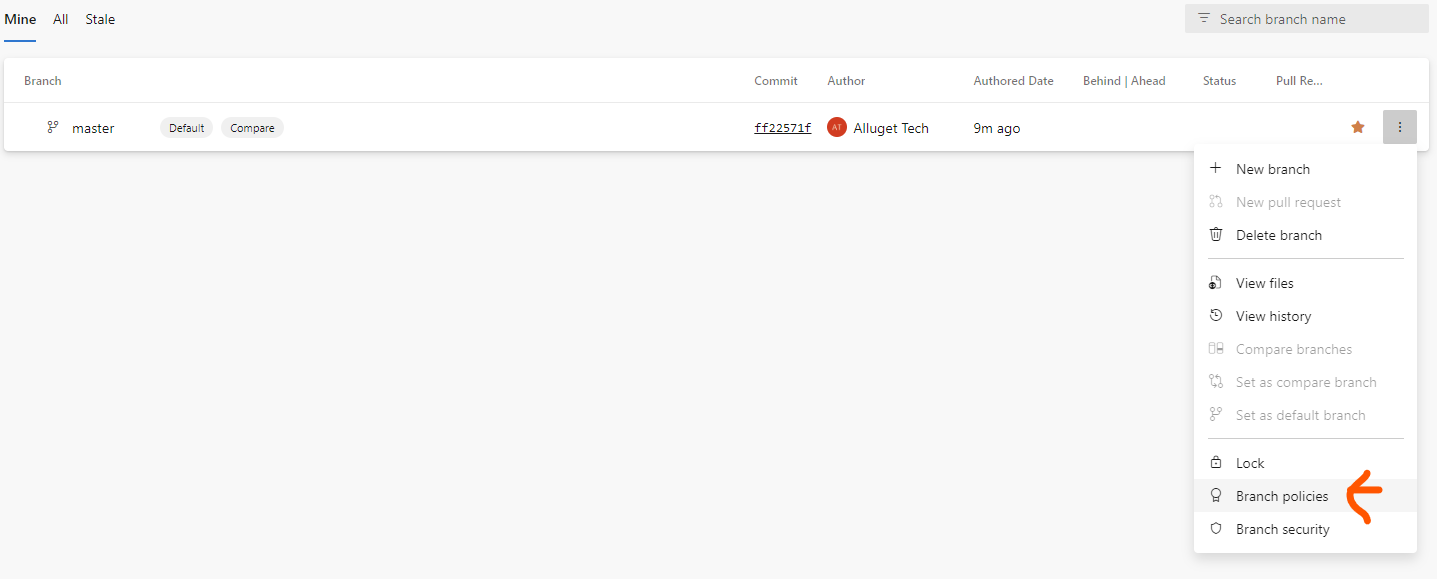 Mine All Stale
Search branch name
Branch Commit Author Authored Date Behind | Ahead Status Pull Re...
master Default Compare ff22571f AT Alluget Tech 9m ago
New branch
New pull request
Delete branch
View files
View history
Compare branches
Set as compare branch
Set as default branch
Lock
Branch policies
Branch security